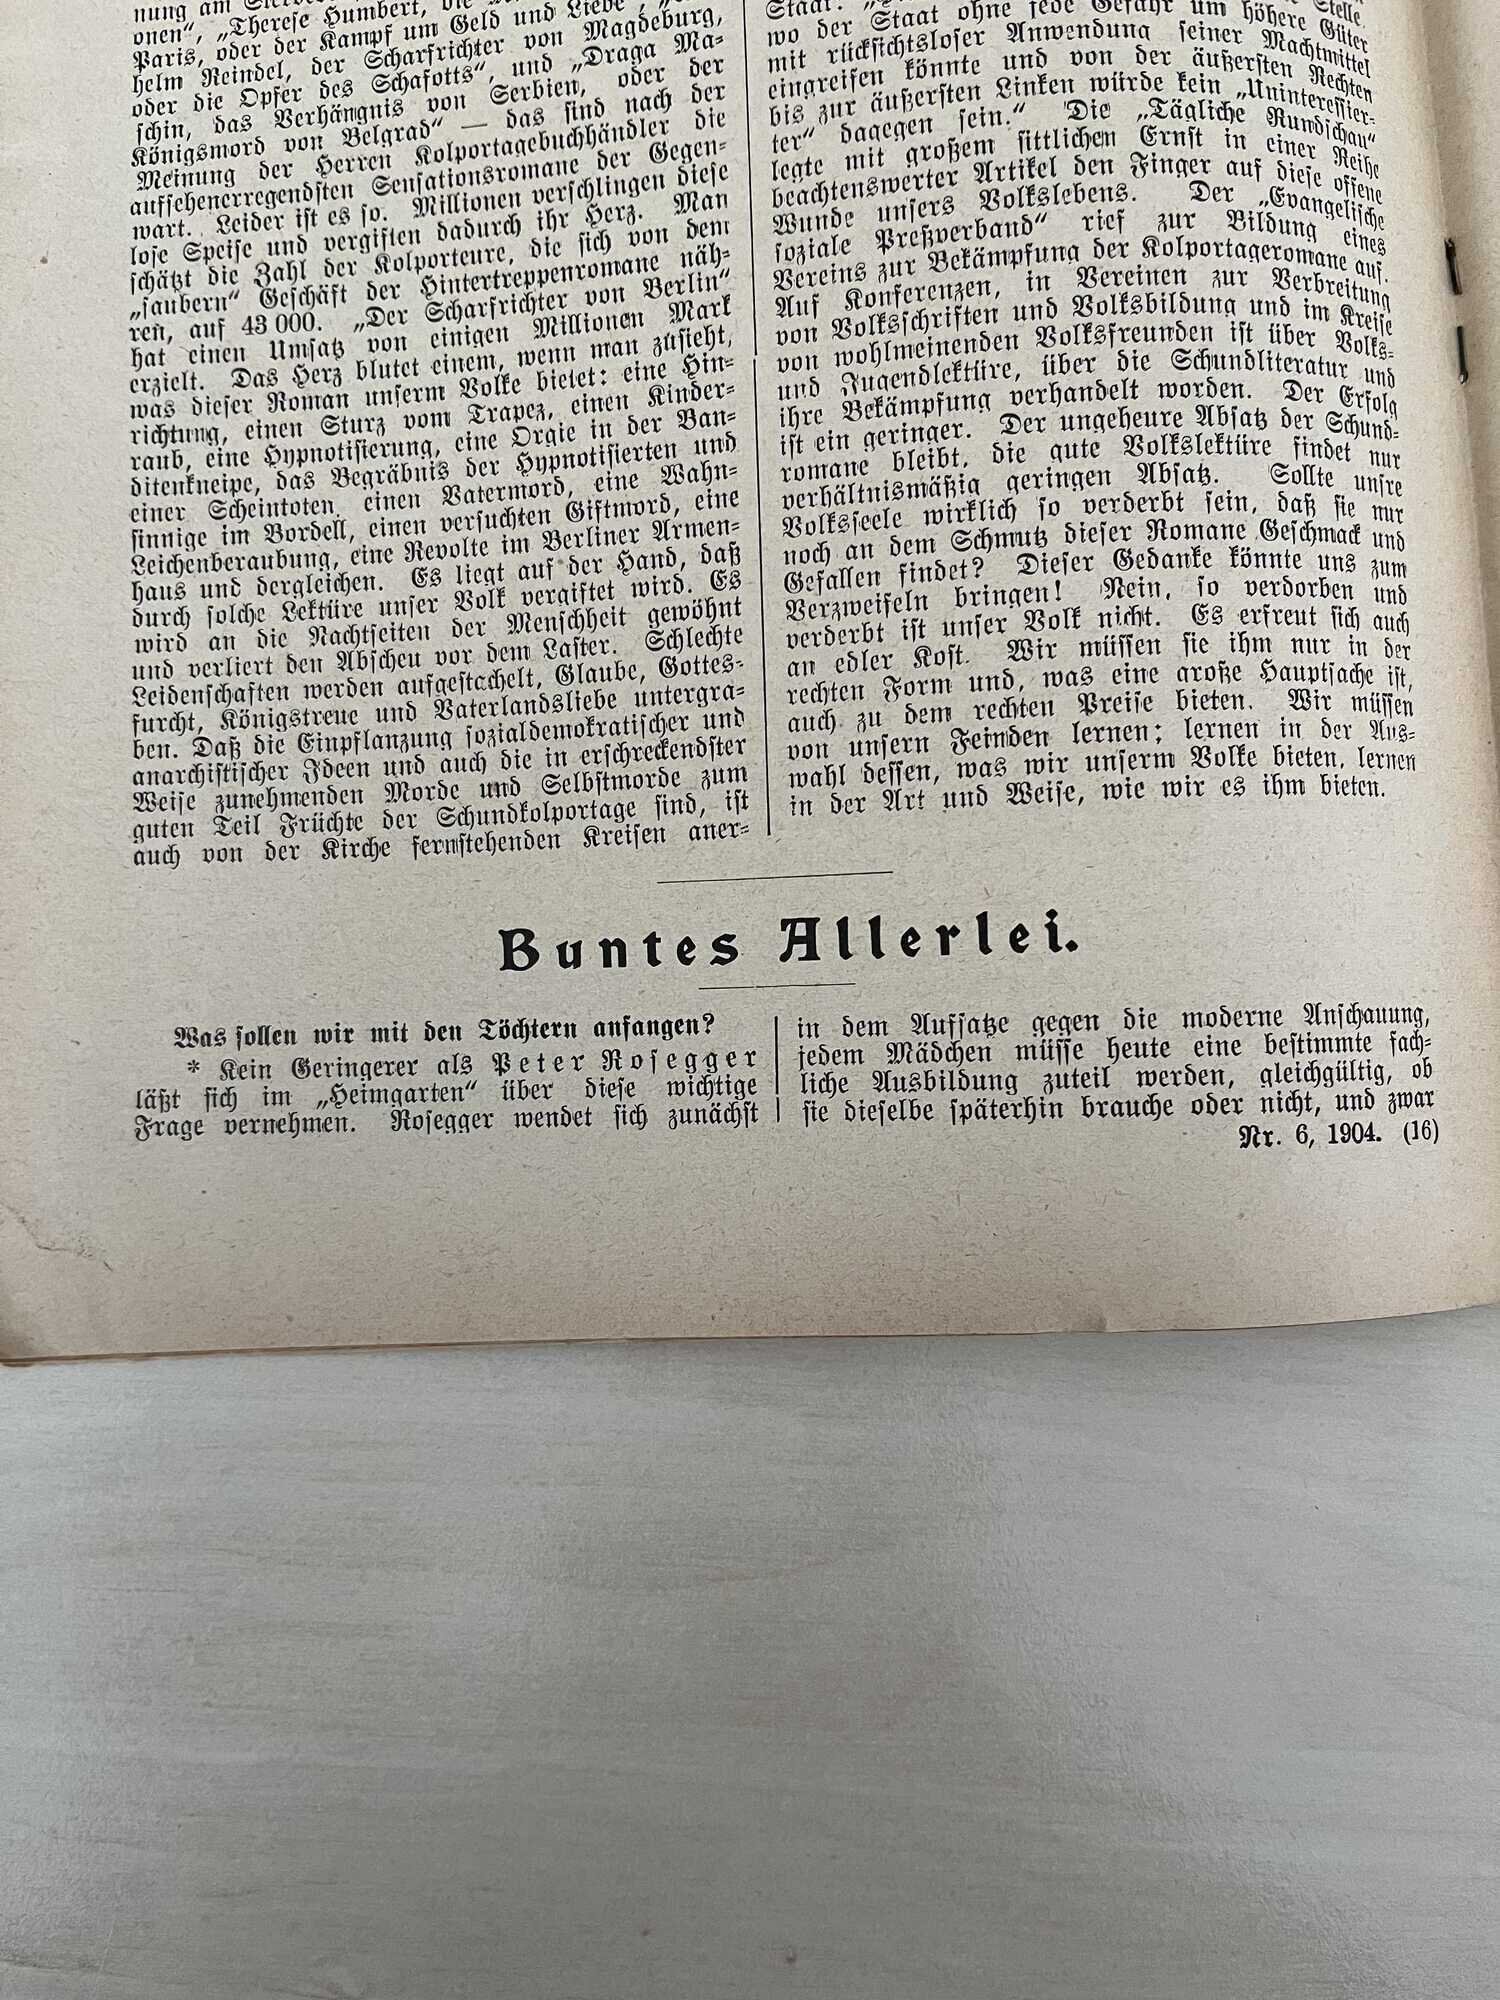 nung am
onen“, „Therese Humbert, die
Paris, oder der Kampf um Geld und Liebe“,
helm Reindel, der Scharfrichter von Magdeburg,
oder die Opfer des Schafotts“, und „Draga Ma-
schin, das Verhängnis von Serbien, oder der
Königsmord von Belgrad“ — das sind nach der
Meinung der Herren Kolportagebuchhändler die
aufsehenerregendsten Sensationsromane der Gegen-
wart. Leider ist es so. Millionen verschlingen diese
lose Speise und vergiften dadurch ihr Herz. Man
schätzt die Zahl der Kolporteure, die sich von dem
„saubern“ Geschäft der Hintertreppenromane näh-
ren, auf 43 000. „Der Scharfrichter von Berlin“
hat einen Umsatz von einigen Millionen Mark
erzielt. Das Herz blutet einem, wenn man zusieht,
was dieser Roman unserm Volke bietet: eine Hin-
richtung, einen Sturz vom Trapez, einen Kinder-
raub, eine Hypnotisierung, eine Orgie in der Ban-
ditenkneipe, das Begräbnis der Hypnotisierten und
einer Scheintoten, einen Vatermord, eine Wahn-
sinnige im Bordell, einen versuchten Giftmord, eine
Leichenberaubung, eine Revolte im Berliner Armen-
haus und dergleichen. Es liegt auf der Hand, daß
durch solche Lektüre unser Volk vergiftet wird. Es
wird an die Nachtseiten der Menschheit gewöhnt
und verliert den Abscheu vor dem Laster. Schlechte
Leidenschaften werden aufgestachelt, Glaube, Gottes-
furcht, Königstreue und Vaterlandsliebe untergra-
ben. Daß die Einpflanzung sozialdemokratischer und
anarchistischer Ideen und auch die in erschreckendster
Weise zunehmenden Morde und Selbstmorde zum
guten Teil Früchte der Schundkolportage sind, ist
auch von der Kirche fernstehenden Kreisen aner-
Staat. Stelle.
wo der Staat ohne jede Gefahr um höhere Güter
mit rücksichtsloser Anwendung seiner Machtmittel
eingreifen könnte und von der äußersten Rechten
bis zur äußersten Linken würde kein „Uninteressier-
ter“ dagegen sein.“ Die „Tägliche Rundschau“
legte mit großem sittlichem Ernst in einer Reihe
beachtenswerter Artikel den Finger auf diese offene
Wunde unsers Volkslebens. Der „Evangelische
soziale Preßverband“ rief zur Bildung eines
Vereins zur Bekämpfung der Kolportageromane auf.
Auf Konferenzen, in Vereinen zur Verbreitung
von Volksschriften und Volksbildung und im Kreise
von wohlmeinenden Volksfreunden ist über Volks-
und Jugendlektüre, über die Schundliteratur und
ihre Bekämpfung verhandelt worden. Der Erfolg
ist ein geringer. Der ungeheure Absatz der Schund-
romane bleibt, die gute Volkslektüre findet nur
verhältnismäßig geringen Absatz. Sollte unsre
Volksseele wirklich so verderbt sein, daß sie nur
noch an dem Schmutz dieser Romane Geschmack und
Gefallen findet? Dieser Gedanke könnte uns zum
Verzweifeln bringen! Nein, so verdorben und
verderbt ist unser Volk nicht. Es erfreut sich auch
an edler Kost. Wir müssen sie ihm nur in der
rechten Form und, was eine große Hauptsache ist,
auch zu dem rechten Preise bieten. Wir müssen
von unsern Feinden lernen; lernen in der Aus-
wahl dessen, was wir unserm Volke bieten, lernen
in der Art und Weise, wie wir es ihm bieten.
Buntes Allerlei.
Was sollen wir mit den Töchtern anfangen?
* Kein Geringerer als Peter Rosegger
läßt sich im „Heimgarten“ über diese wichtige
Frage vernehmen. Rosegger wendet sich zunächst
in dem Aufsatze gegen die moderne Anschauung,
jedem Mädchen müsse heute eine bestimmte fach-
liche Ausbildung zuteil werden, gleichgültig, ob
sie dieselbe späterhin brauche oder nicht, und zwar
Nr. 6, 1904. (16)